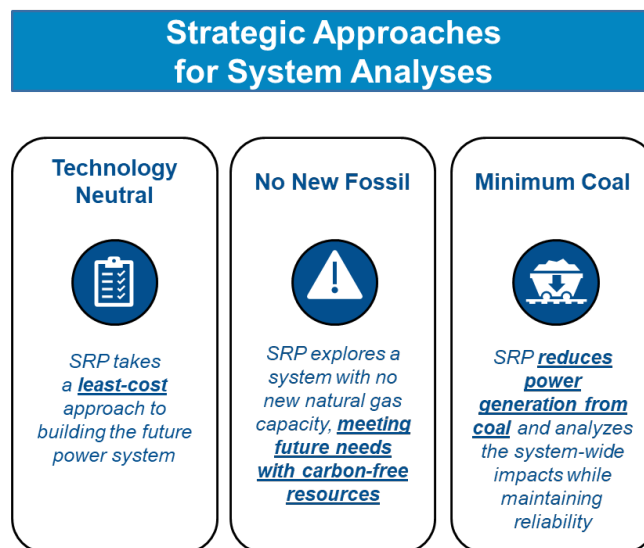 Strategic Approaches
for System Analyses
Technology
Neutral
SRP takes
a least-cost
approach to
building the future
power system
No New Fossil
SRP explores a
system with no
new natural gas
capacity, meeting
future needs
with carbon-free
resources
Minimum Coal
SRP reduces
power
generation from
coal and analyzes
the system-wide
impacts while
maintaining
reliability